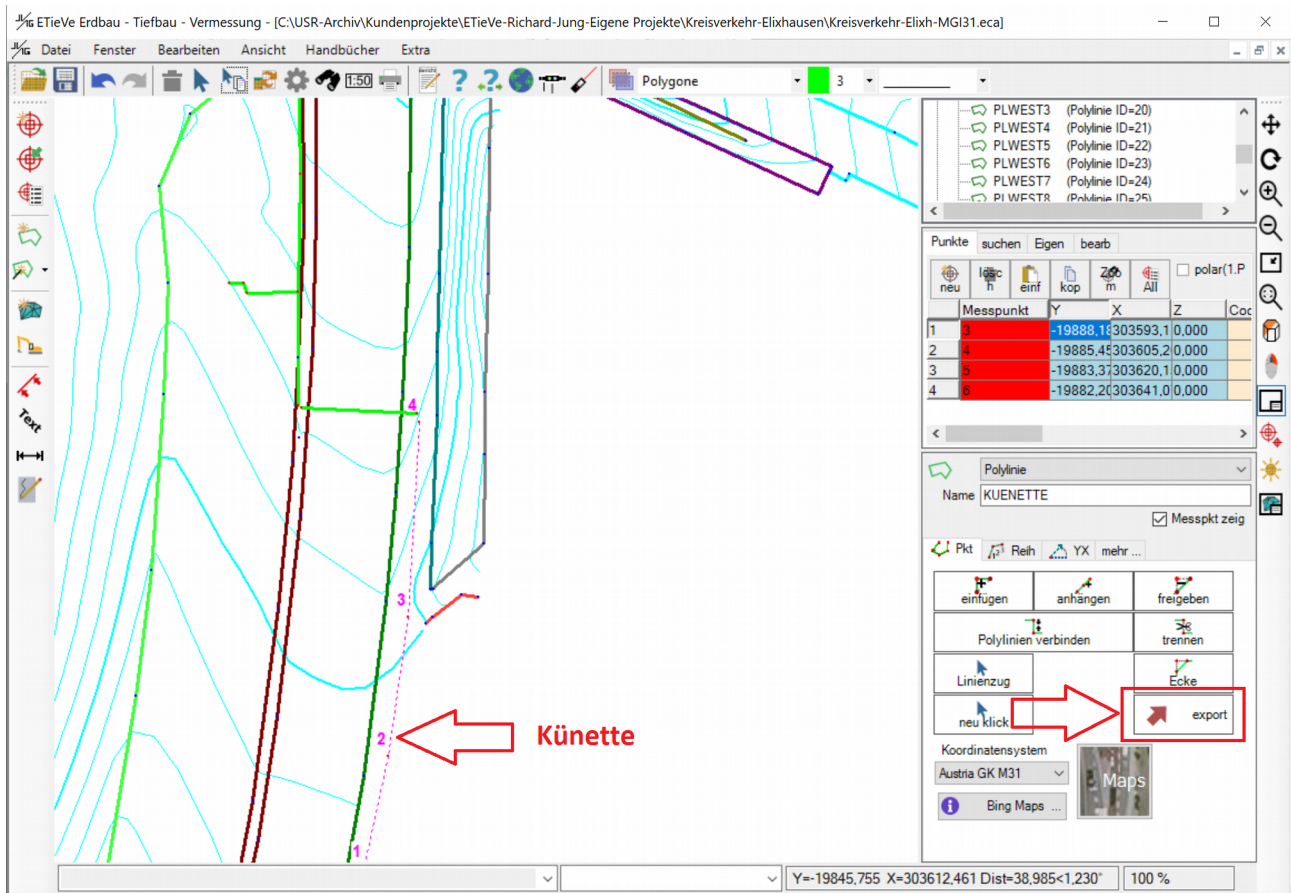 ETieVe Erdbau - Tiefbau - Vermessung - [C:\USR-Archiv\Kundenprojekte\ETieVe-Richard-Jung-Eigene Projekte\Kreisverkehr-Elixhausen\Kreisverkehr-Elixh-MGI31.eca]
Datei Fenster Bearbeiten Ansicht Handbücher Extra
1:50 Polygone 3
PLWEST3 (Polylinie ID=20)
PLWEST4 (Polylinie ID=21)
PLWEST5 (Polylinie ID=22)
PLWEST6 (Polylinie ID=23)
PLWEST7 (Polylinie ID=24)
PLWEST8 (Polylinie ID=25)
Punkte suchen Eigen bearb
neu einf kop All polar(1.P
Messpunkt Y X Z
1 3 -19888,18 303593,1 0,000
2 4 -19885,45 303605,2 0,000
3 5 -19883,37 303620,1 0,000
4 6 -19882,20 303641,0 0,000
Polylinie
Name KUENETTE
Messpkt zeig
Pkt Reih YX mehr ...
einfügen anhängen freigeben
Polylinien verbinden trennen
Linienzug Ecke
neu klick export
Koordinatensystem
Austria GK M31
Maps
Bing Maps ...
Text
4
3
2
1
Künette
Y=-19845,755 X=303612,461 Dist=38,985<1,230° 100 %